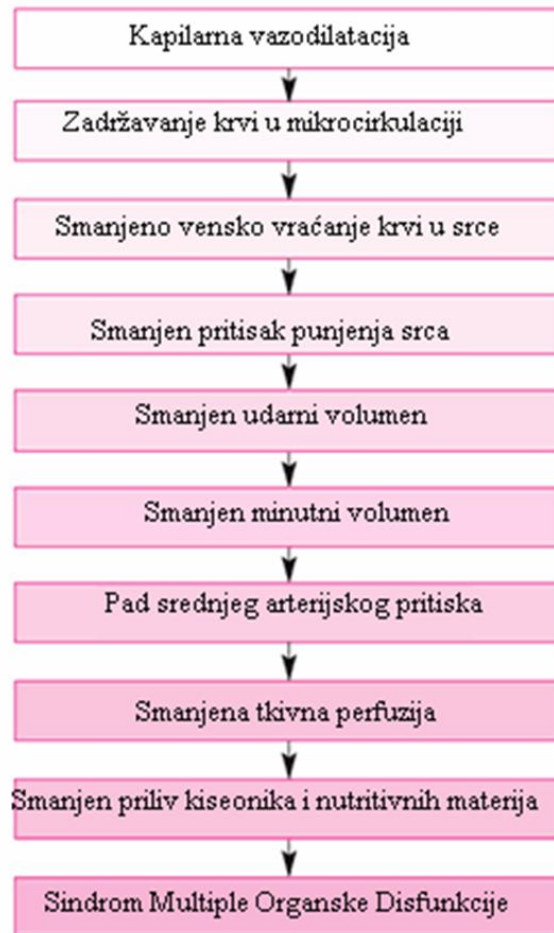 Kapilarna vazodilatacija
Zadržavanje krvi u mikrocirkulaciji
Smanjeno vensko vraćanje krvi u srce
Smanjen pritisak punjenja srca
Smanjen udarni volumen
Smanjen minutni volumen
Pad srednjeg arterijskog pritiska
Smanjena tkivna perfuzija
Smanjen priliv kiseonika i nutritivnih materija
Sindrom Multiple Organske Disfunkcije